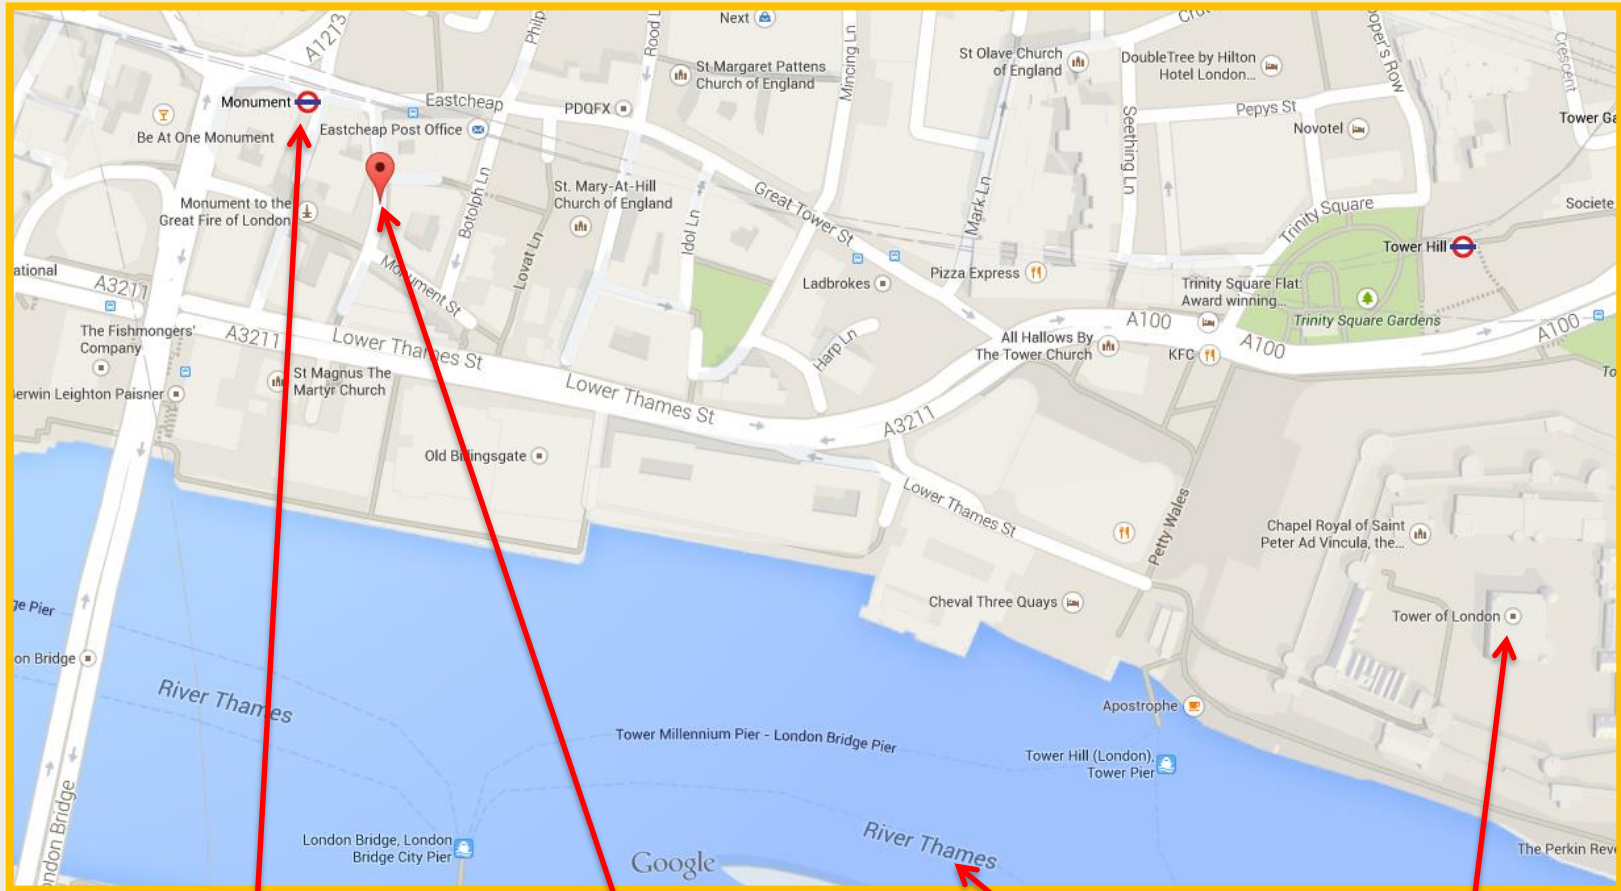 A1213
Philp
Rood L
Next
Mincing Ln
St Olave Church
of England
Cru
DoubleTree by Hilton
Hotel London...
ooper's Row
Crescent
St Margaret Pattens
Church of England
Monument
Eastcheap
PDQFX
Pepys St
Tower Ga
Be At One Monument
Eastcheap Post Office
Seething Ln
Novotel
Monument to the
Great Fire of London
Botolph Ln
St. Mary-At-Hill
Church of England
Great Tower St
Mark Ln
Trinity Square
Societe
Idol Ln
Lovat Ln
Tower Hill
ational
A3211
Monument St
Ladbrokes
Pizza Express
Trinity Square Flat:
Award winning...
Trinity Square Gardens
The Fishmongers'
Company
A3211
Lower Thames St
Harp Ln
All Hallows By
The Tower Church
A100
KFC
A100
A100
To
St Magnus The
Martyr Church
erwin Leighton Paisner
Lower Thames St
A3211
Old Billingsgate
Lower Thames St
Petty Wales
Chapel Royal of Saint
Peter Ad Vincula, the...
ge Pier
Cheval Three Quays
Tower of London
on Bridge
River Thames
Apostrophe
Tower Millennium Pier - London Bridge Pier
Tower Hill (London),
Tower Pier
ondon Bridge
London Bridge, London
Bridge City Pier
Google
River Thames
The Perkin Reve